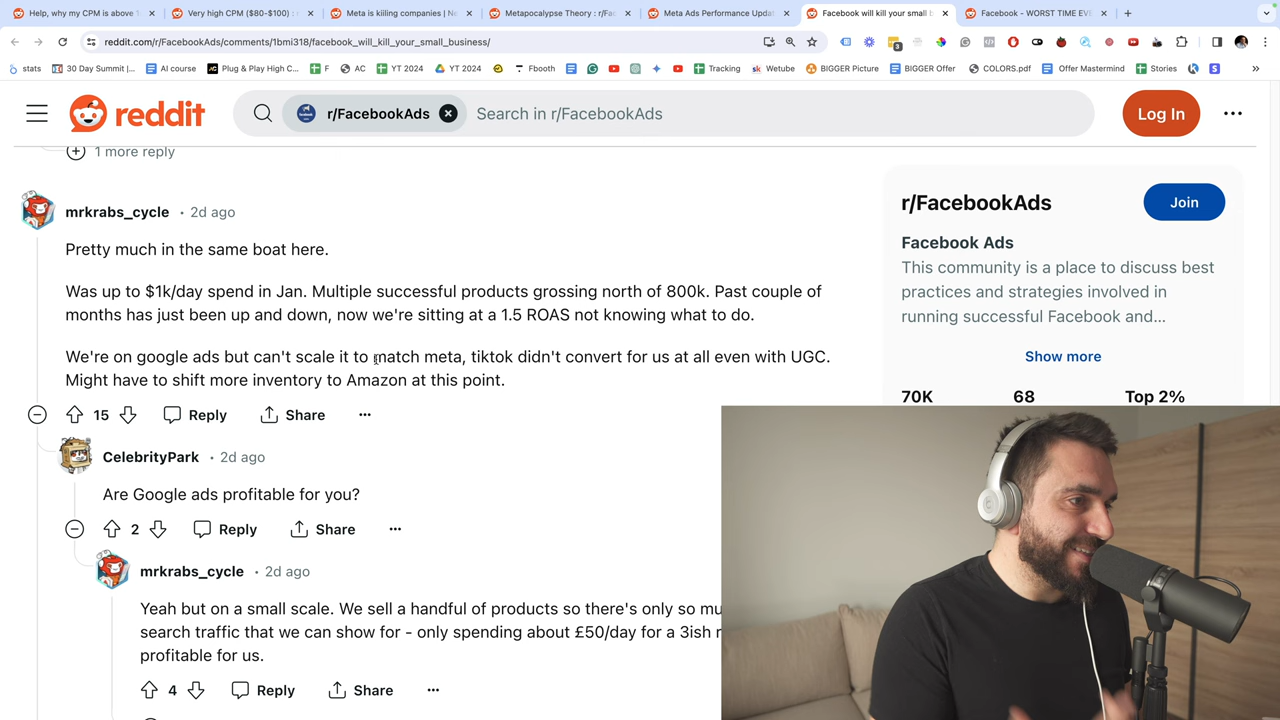 Help, why my CPM is above 1
Very high CPM ($80-$100) :
Meta is kiiling companies | Ne
Metapocalypse Theory : r/Fac
Meta Ads Performance Updat
Facebook will kill your small b
Facebook - WORST TIME EV
reddit.com/r/FacebookAds/comments/1bmi318/facebook_will_kill_your_small_business/
stats
30 Day Summit |...
AI course
Plug & Play High C...
F
AC
YT 2024
YT 2024
Fbooth
Tracking
Wetube
BIGGER Picture
BIGGER Offer
COLORS.pdf
Offer Mastermind
Stories
reddit
r/FacebookAds
Search in r/FacebookAds
Log In
1 more reply
mrkrabs_cycle • 2d ago
Pretty much in the same boat here.
Was up to $1k/day spend in Jan. Multiple successful products grossing north of 800k. Past couple of
months has just been up and down, now we're sitting at a 1.5 ROAS not knowing what to do.
We're on google ads but can't scale it to match meta, tiktok didn't convert for us at all even with UGC.
Might have to shift more inventory to Amazon at this point.
15 Reply Share
CelebrityPark • 2d ago
Are Google ads profitable for you?
2 Reply Share
mrkrabs_cycle • 2d ago
Yeah but on a small scale. We sell a handful of products so there's only so mu
search traffic that we can show for - only spending about £50/day for a 3ish r
profitable for us.
4 Reply Share
r/FacebookAds
Join
Facebook Ads
This community is a place to discuss best
practices and strategies involved in
running successful Facebook and...
Show more
70K 68 Top 2%